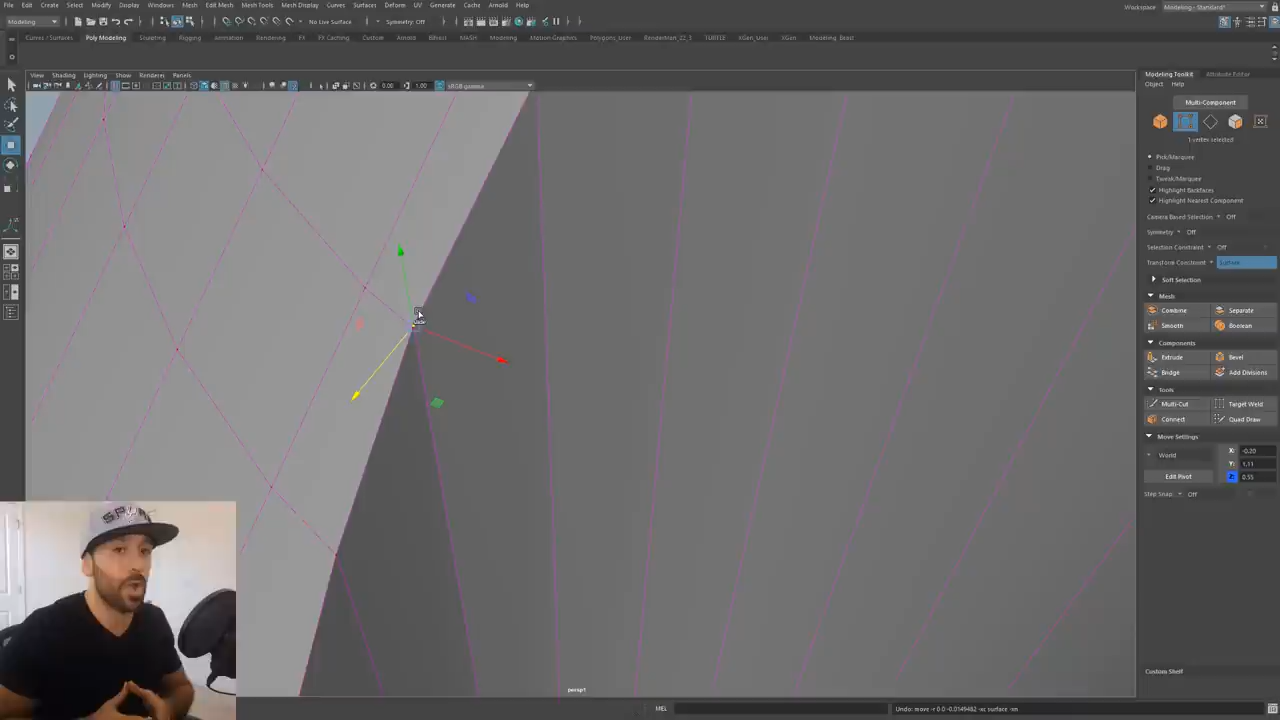 File Edit Create Select Modify Display Windows Mesh Edit Mesh Mesh Tools Mesh Display Curves Surfaces Deform UV Generate Cache Arnold Help
Workspace Modeling - Standard*
Modeling No Live Surface Symmetry: Off
Curves / Surfaces Poly Modeling Sculpting Rigging Animation Rendering FX FX Caching Custom Arnold Bifrost MASH Modeling Motion Graphics Polygons_User TURTLE XGen_User XGen Modeling_Beast
View Shading Lighting Show Renderer Panels
0.00 1.00 sRGB gamma
Modeling Toolkit Attribute Editor
Object Help
Multi-Component
1 vertex selected
Pick/Marquee
Drag
Tweak/Marquee
Highlight Backfaces
Highlight Nearest Component
Camera Based Selection Off
Symmetry Off
Selection Constraint Off
Transform Constraint Surface
Soft Selection
Mesh
Combine Separate
Smooth Boolean
Components
Extrude Bevel
Bridge Add Divisions
Tools
Multi-Cut Target Weld
Connect Quad Draw
Move Settings
World X: -0.20
Y: 1.11
Edit Pivot Z: 0.55
Step Snap Off
Custom Shelf
persp1
MEL Undo: move -r 0 0 -0.0149482 -xc surface -xn